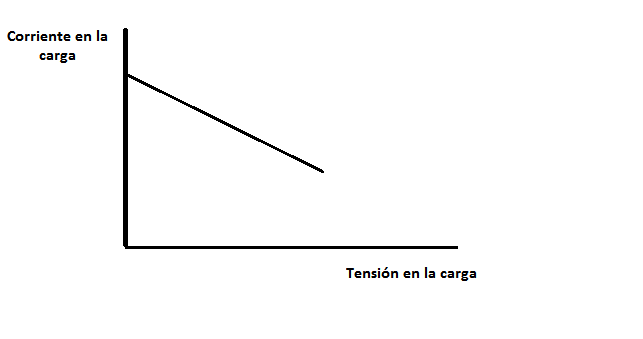 Corriente en la
carga
Tensión en la carga